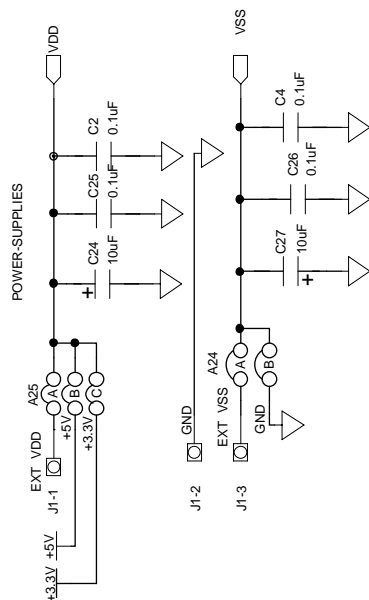 POWER-SUPPLIES
VDD
C2
0.1uF
C25
0.1uF
C24
10uF
+
A25
A
B
C
+5V
+3.3V
EXT VDD
J1-1
+5V
+3.3V
GND
J1-2
VSS
C4
0.1uF
C26
0.1uF
C27
10uF
+
A24
A
B
EXT VSS
J1-3
GND